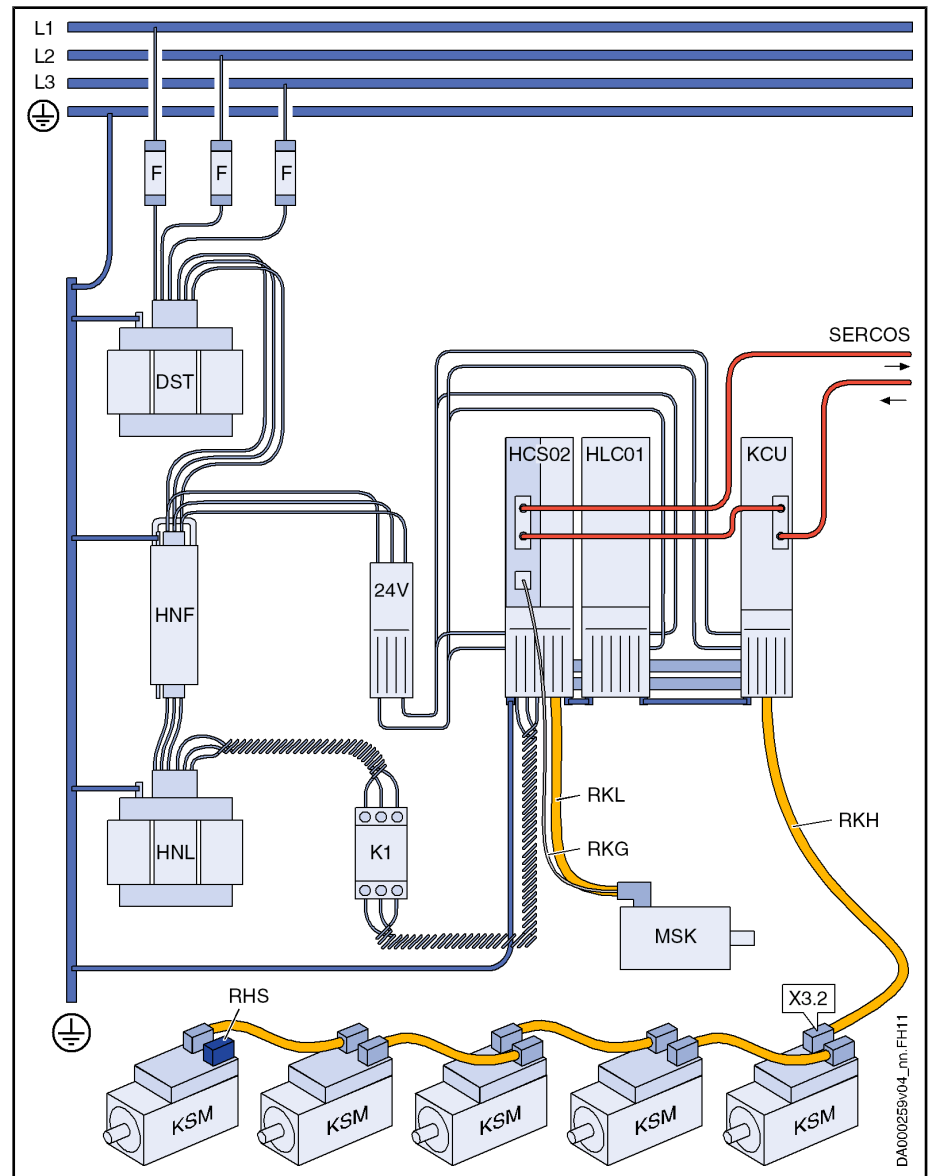 L1
L2
L3
F F F
DST
SERCOS
HCS02 HLC01 KCU
24V
HNF
RKL
RKH
RKG
K1
HNL
MSK
RHS
X3.2
KSM KSM KSM KSM KSM
DA000259v04_nn.FH11